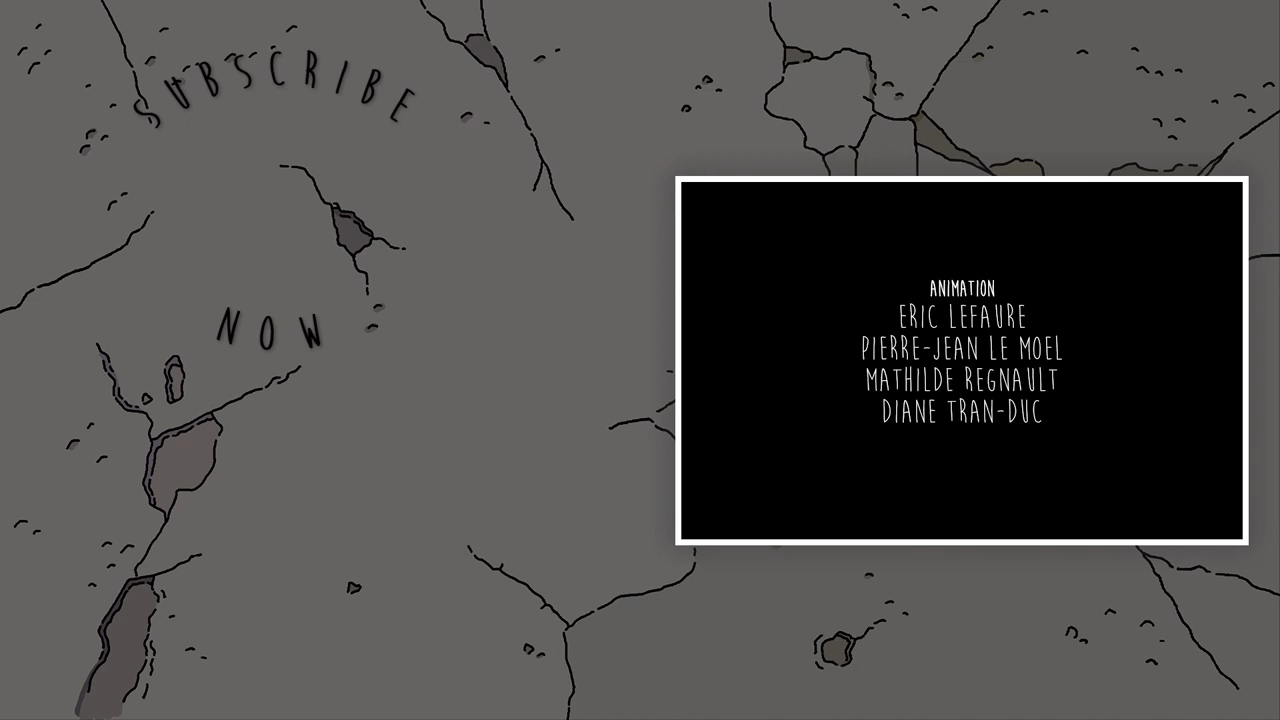 SUBSCRIBE
NOW
ANIMATION
ERIC LEFAURE
PIERRE-JEAN LE MOEL
MATHILDE REGNAULT
DIANE TRAN-DUC